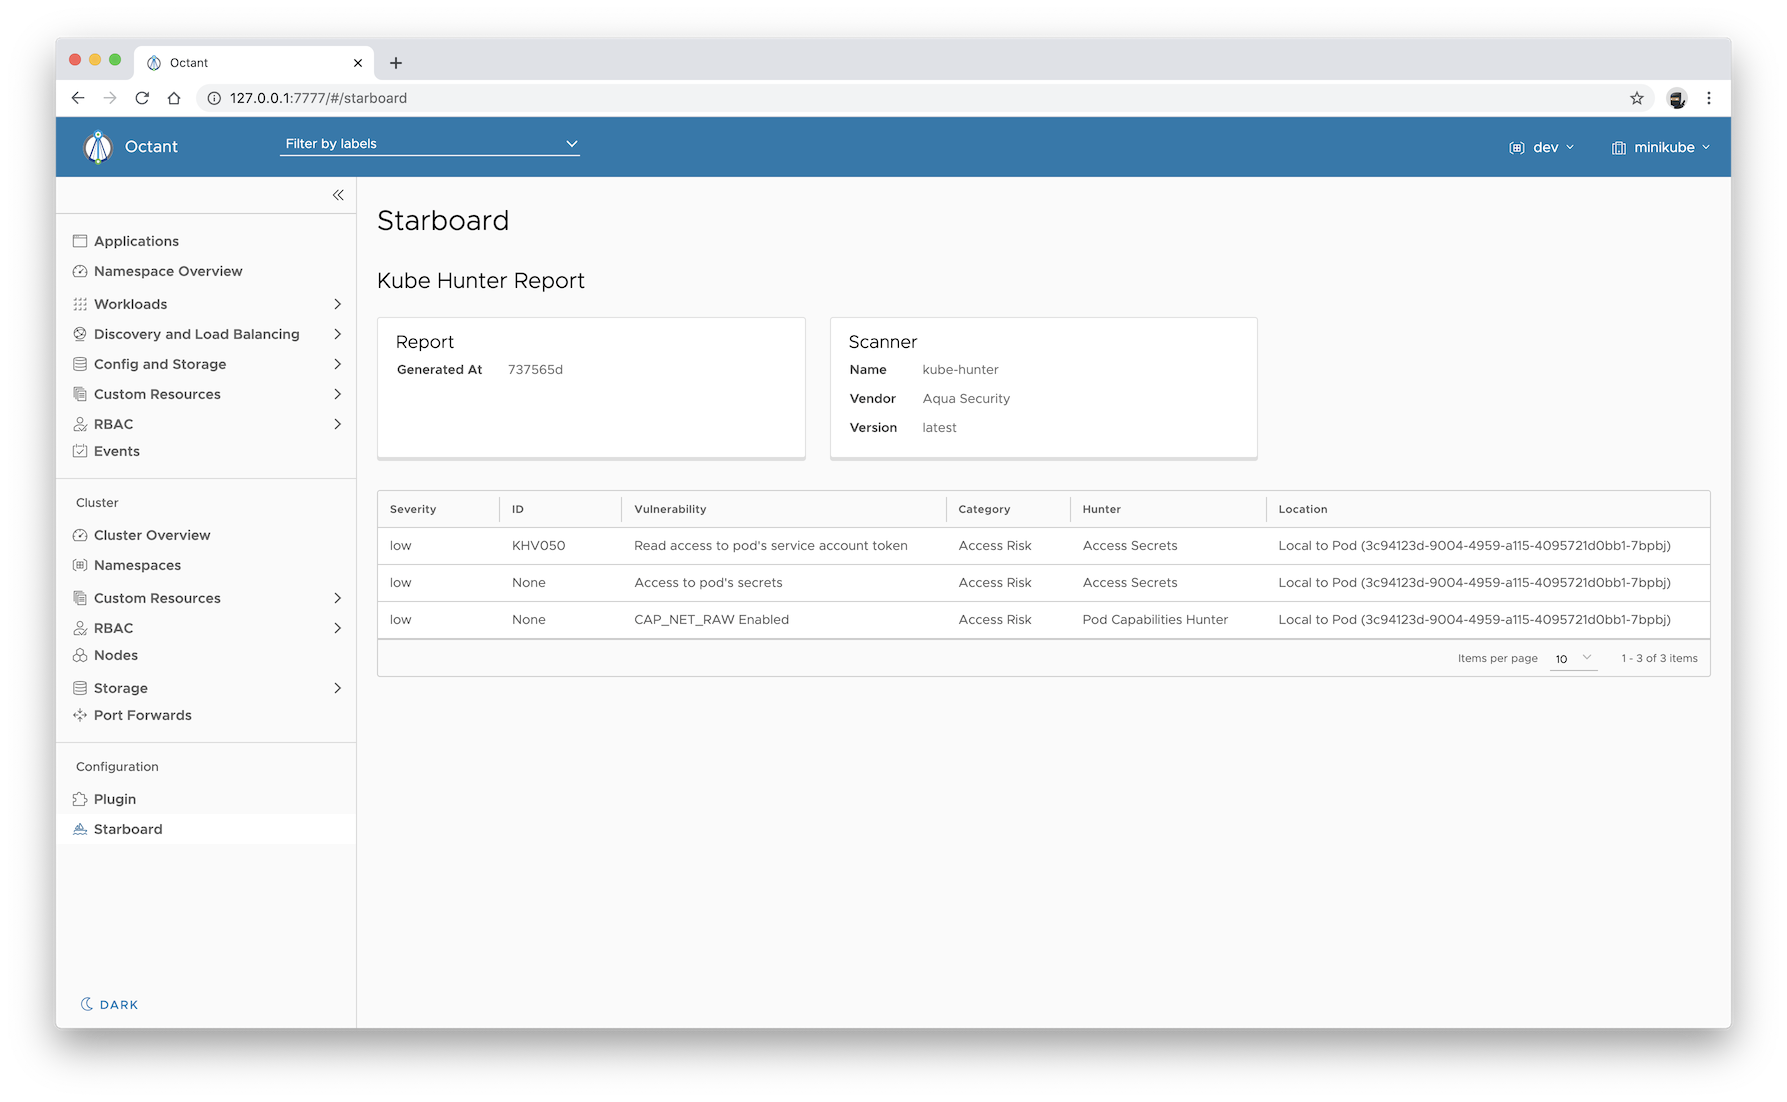 Octant
127.0.0.1:7777/#/starboard
Octant
Filter by labels
dev
minikube
Applications
Namespace Overview
Workloads
Discovery and Load Balancing
Config and Storage
Custom Resources
RBAC
Events
Cluster
Cluster Overview
Namespaces
Custom Resources
RBAC
Nodes
Storage
Port Forwards
Configuration
Plugin
Starboard
DARK
Starboard
Kube Hunter Report
Report
Generated At 737565d
Scanner
Name kube-hunter
Vendor Aqua Security
Version latest
Severity ID Vulnerability Category Hunter Location
low KHV050 Read access to pod's service account token Access Risk Access Secrets Local to Pod (3c94123d-9004-4959-a115-4095721d0bb1-7bpbj)
low None Access to pod's secrets Access Risk Access Secrets Local to Pod (3c94123d-9004-4959-a115-4095721d0bb1-7bpbj)
low None CAP_NET_RAW Enabled Access Risk Pod Capabilities Hunter Local to Pod (3c94123d-9004-4959-a115-4095721d0bb1-7bpbj)
Items per page 10 1 - 3 of 3 items